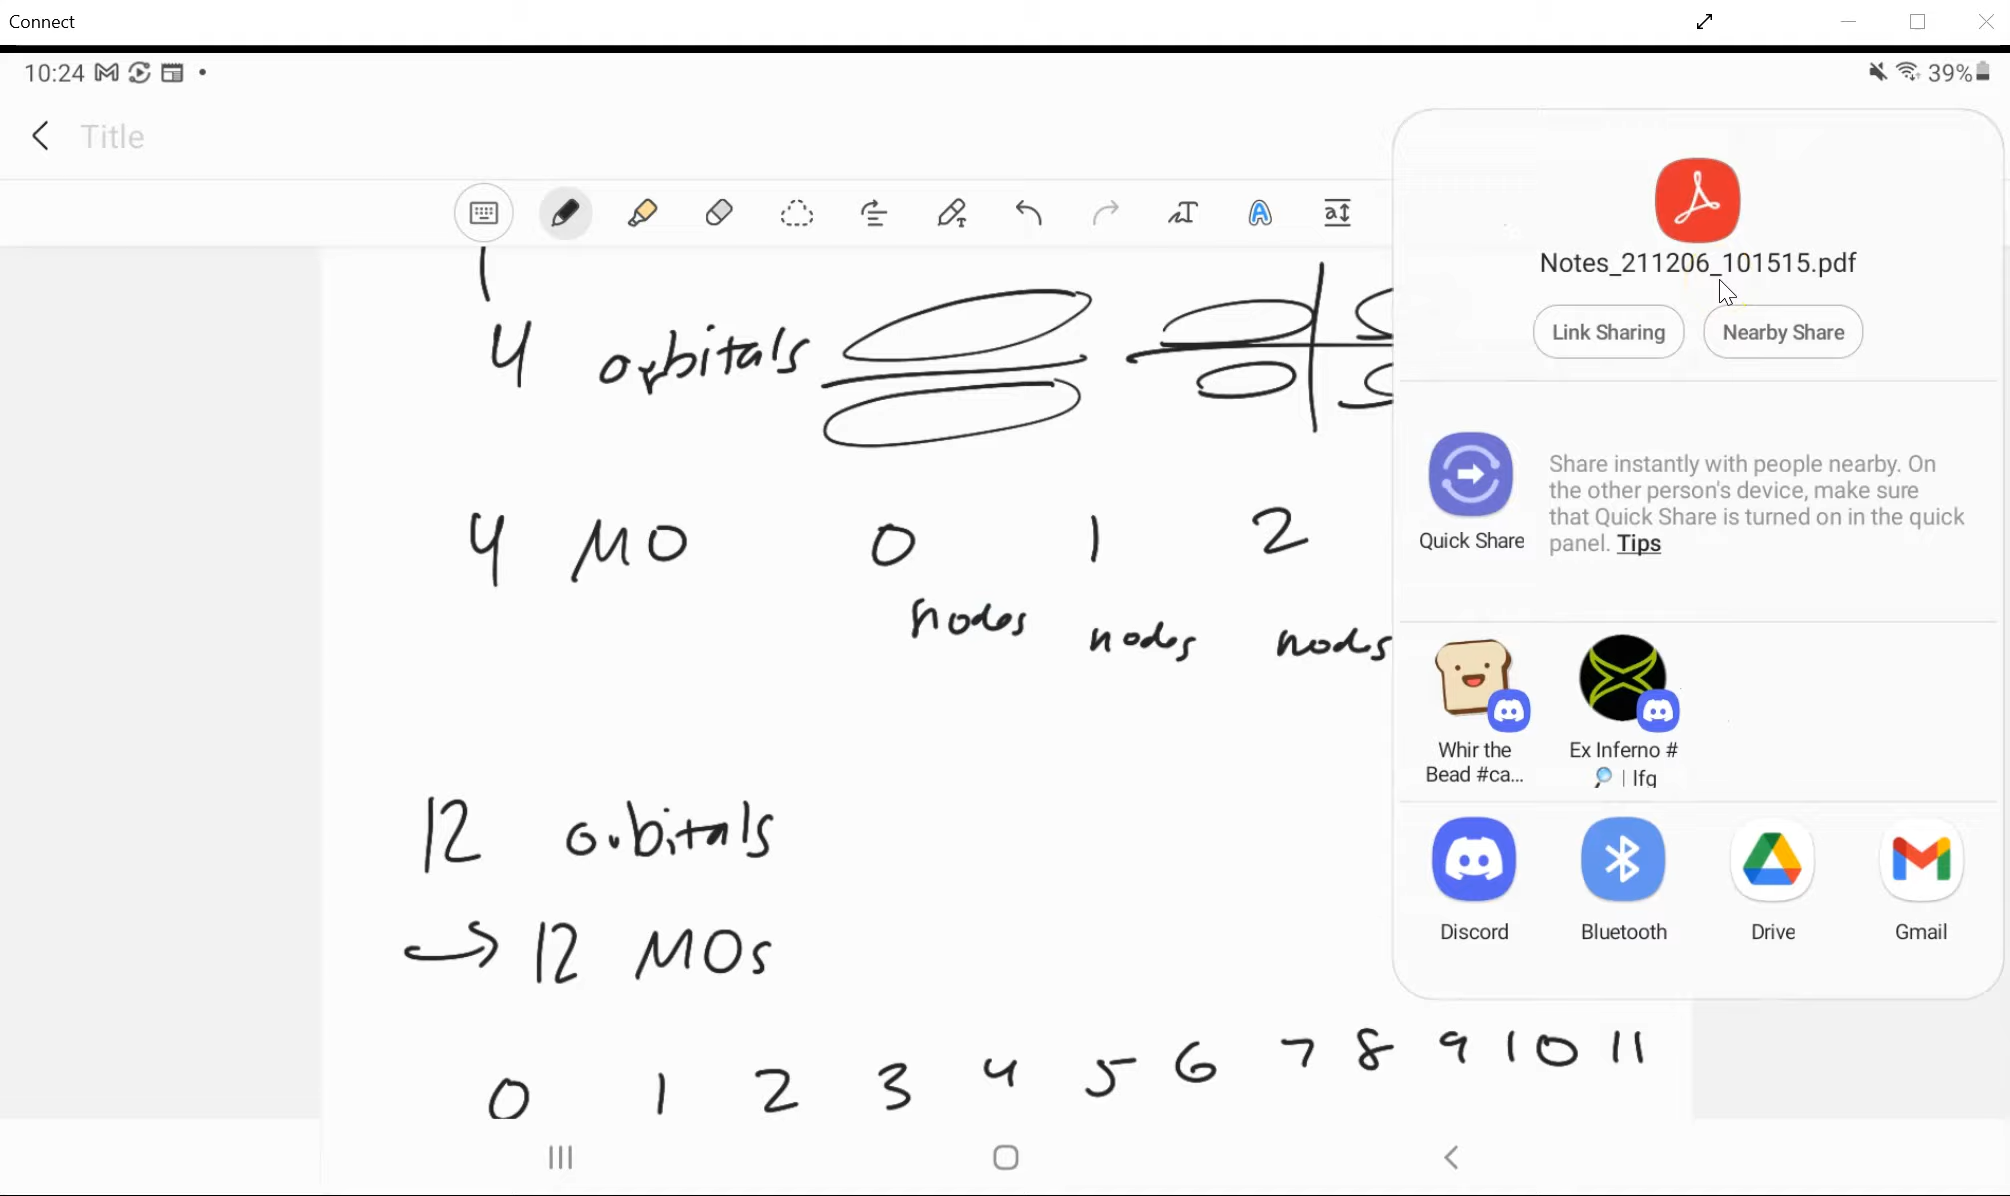 Connect
10:24
39%
Title
Notes_211206_101515.pdf
Link Sharing
Nearby Share
4 orbitals
Quick Share
Share instantly with people nearby. On
the other person's device, make sure
that Quick Share is turned on in the quick
panel. Tips
4 MO 0 1 2
nodes nodes nodes
Whir the
Bead #ca...
Ex Inferno #
🔎 | lfg
12 orbitals
Discord
Bluetooth
Drive
Gmail
→ 12 MOs
0 1 2 3 4 5 6 7 8 9 10 11